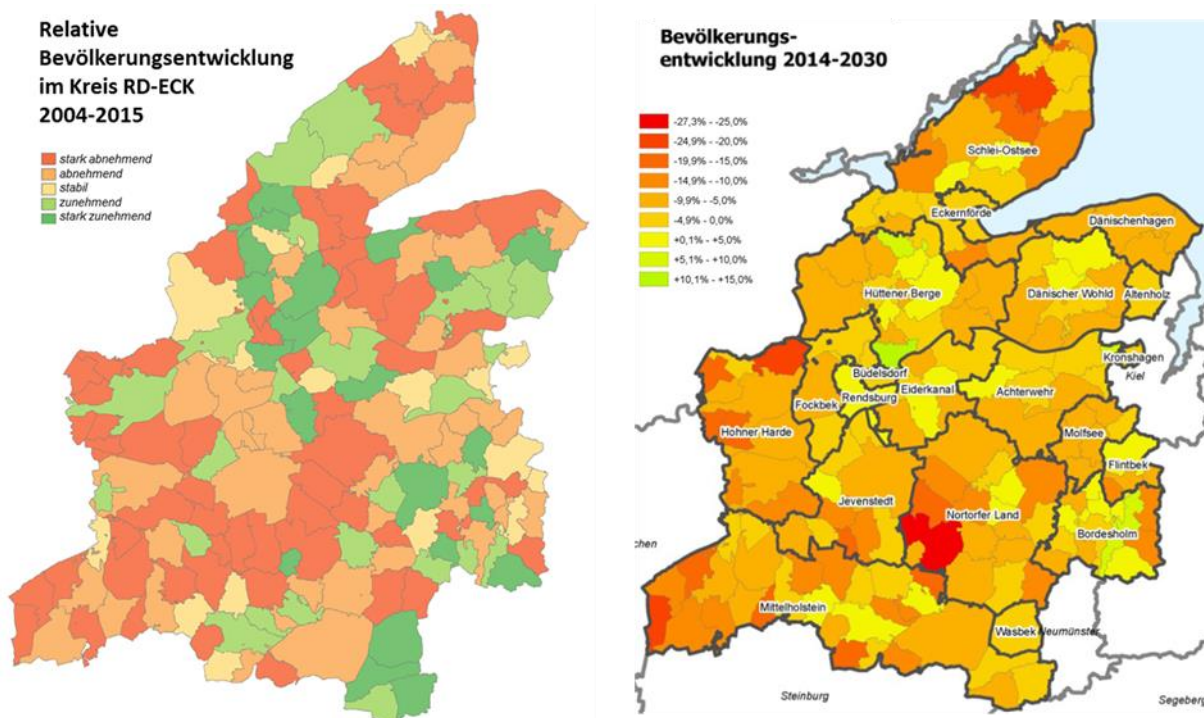 Relative
Bevölkerungsentwicklung
im Kreis RD-ECK
2004-2015
stark abnehmend
abnehmend
stabil
zunehmend
stark zunehmend
Bevölkerungs-
entwicklung 2014-2030
-27,3% - -25,0%
-24,9% - -20,0%
-19,9% - -15,0%
-14,9% - -10,0%
-9,9% - -5,0%
-4,9% - 0,0%
+0,1% - +5,0%
+5,1% - +10,0%
+10,1% - +15,0%
Schlei-Ostsee
Eckernförde
Dänischenhagen
Hüttener Berge
Dänischer Wohld
Altenholz
Kronshagen
Kiel
Büdelsdorf
Eiderkanal
Achterwehr
Fockbek
Rendsburg
Hohner Harde
Molfsee
Flintbek
Jevenstedt
Nortorfer Land
Bordesholm
chen
Mittelholstein
Wasbek
Neumünster
Steinburg
Segeberg